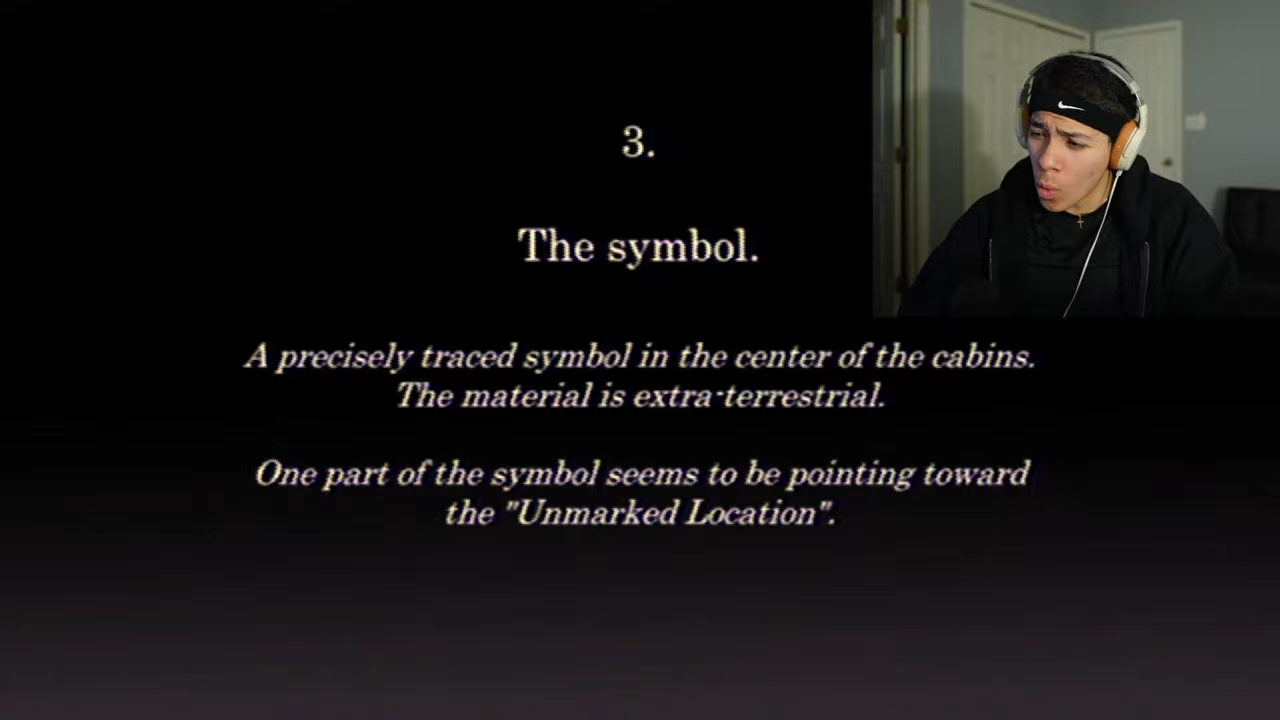 3.
The symbol.
A precisely traced symbol in the center of the cabins.
The material is extra-terrestrial.
One part of the symbol seems to be pointing toward
the "Unmarked Location".